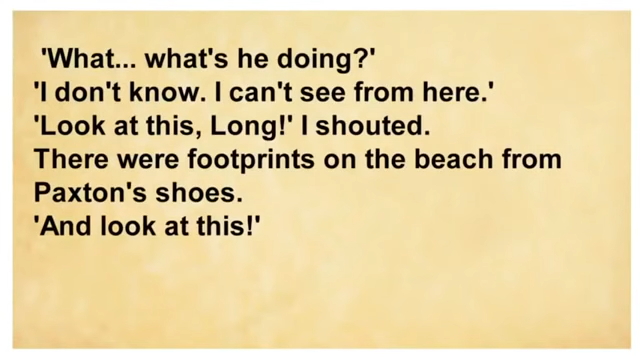 'What... what's he doing?'
'I don't know. I can't see from here.'
'Look at this, Long!' I shouted.
There were footprints on the beach from
Paxton's shoes.
'And look at this!'